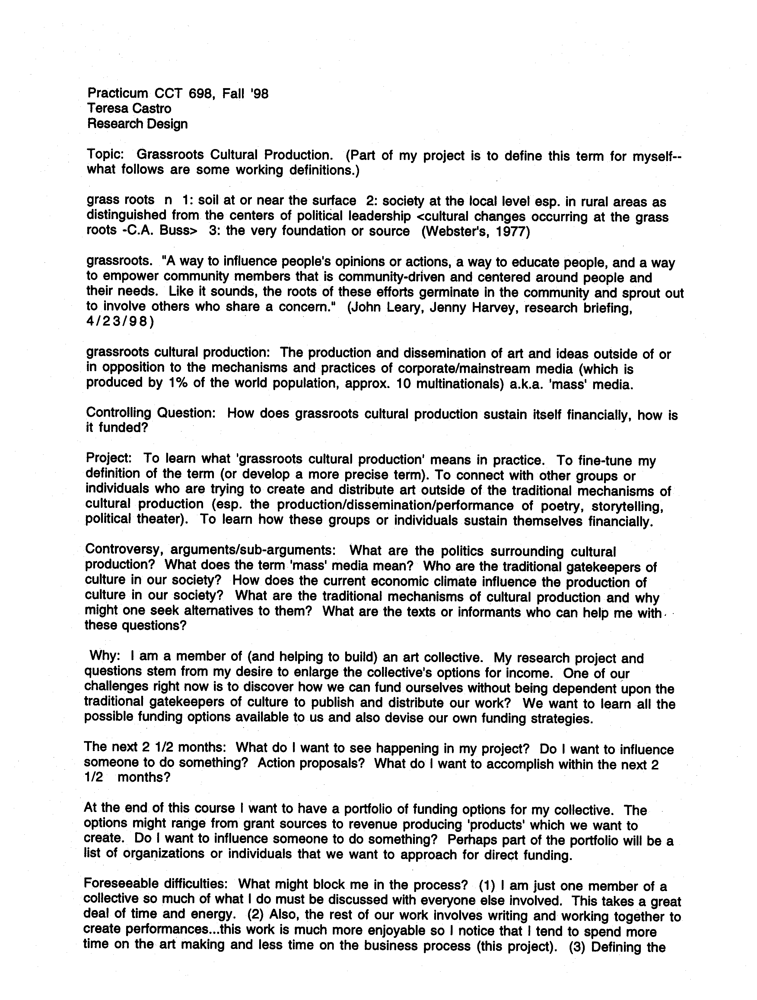 Practicum CCT 698, Fall '98
Teresa Castro
Research Design
Topic: Grassroots Cultural Production. (Part of my project is to define this term for myself--
what follows are some working definitions.)
grass roots n 1: soil at or near the surface 2: society at the local level esp. in rural areas as
distinguished from the centers of political leadership <cultural changes occurring at the grass
roots -C.A. Buss> 3: the very foundation or source (Webster's, 1977)
grassroots. "A way to influence people's opinions or actions, a way to educate people, and a way
to empower community members that is community-driven and centered around people and
their needs. Like it sounds, the roots of these efforts germinate in the community and sprout out
to involve others who share a concern." (John Leary, Jenny Harvey, research briefing,
4/23/98)
grassroots cultural production: The production and dissemination of art and ideas outside of or
in opposition to the mechanisms and practices of corporate/mainstream media (which is
produced by 1% of the world population, approx. 10 multinationals) a.k.a. 'mass' media.
Controlling Question: How does grassroots cultural production sustain itself financially, how is
it funded?
Project: To learn what 'grassroots cultural production' means in practice. To fine-tune my
definition of the term (or develop a more precise term). To connect with other groups or
individuals who are trying to create and distribute art outside of the traditional mechanisms of
cultural production (esp. the production/dissemination/performance of poetry, storytelling,
political theater). To learn how these groups or individuals sustain themselves financially.
Controversy, arguments/sub-arguments: What are the politics surrounding cultural
production? What does the term 'mass' media mean? Who are the traditional gatekeepers of
culture in our society? How does the current economic climate influence the production of
culture in our society? What are the traditional mechanisms of cultural production and why
might one seek alternatives to them? What are the texts or informants who can help me with
these questions?
Why: I am a member of (and helping to build) an art collective. My research project and
questions stem from my desire to enlarge the collective's options for income. One of our
challenges right now is to discover how we can fund ourselves without being dependent upon the
traditional gatekeepers of culture to publish and distribute our work? We want to learn all the
possible funding options available to us and also devise our own funding strategies.
The next 2 1/2 months: What do I want to see happening in my project? Do I want to influence
someone to do something? Action proposals? What do I want to accomplish within the next 2
1/2 months?
At the end of this course I want to have a portfolio of funding options for my collective. The
options might range from grant sources to revenue producing 'products' which we want to
create. Do I want to influence someone to do something? Perhaps part of the portfolio will be a
list of organizations or individuals that we want to approach for direct funding.
Foreseeable difficulties: What might block me in the process? (1) I am just one member of a
collective so much of what I do must be discussed with everyone else involved. This takes a great
deal of time and energy. (2) Also, the rest of our work involves writing and working together to
create performances...this work is much more enjoyable so I notice that I tend to spend more
time on the art making and less time on the business process (this project). (3) Defining the